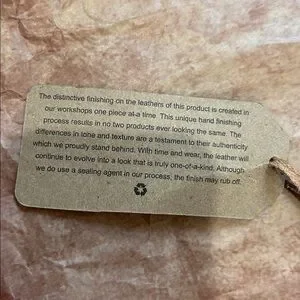 The distinctive finishing on the leathers of this product is created in
our workshops one piece at a time. This unique hand finishing
process results in no two products ever looking the same. The
differences in tone and texture are a testament to their authenticity
which we proudly stand behind. With time and wear, the leather will
continue to evolve into a look that is truly one-of-a-kind. Although
we do use a sealing agent in our process, the finish may rub off.